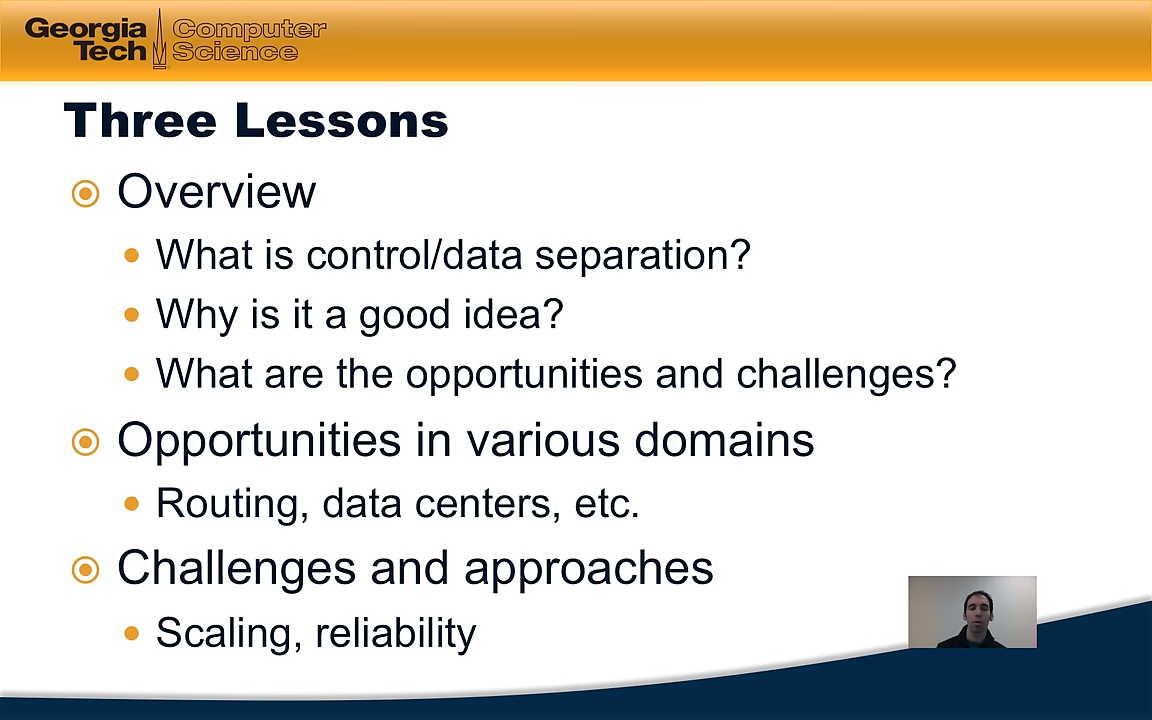 Georgia Tech
Computer Science
Three Lessons
Overview
What is control/data separation?
Why is it a good idea?
What are the opportunities and challenges?
Opportunities in various domains
Routing, data centers, etc.
Challenges and approaches
Scaling, reliability